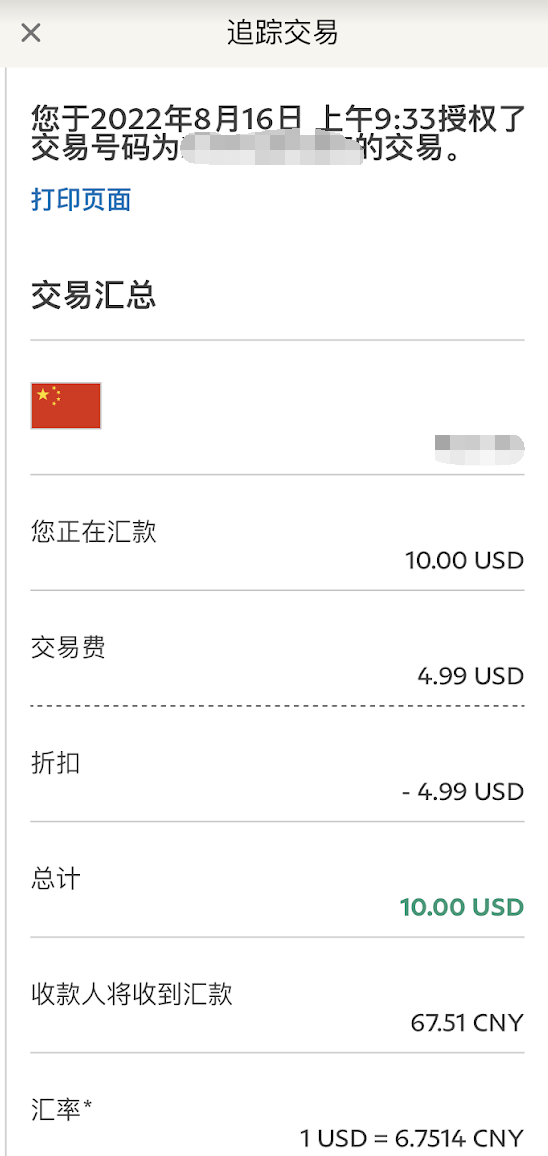 追踪交易
您于2022年8月16日 上午9:33授权了
交易号码为的交易。
打印页面
交易汇总
您正在汇款
10.00 USD
交易费
4.99 USD
折扣
- 4.99 USD
总计
10.00 USD
收款人将收到汇款
67.51 CNY
汇率*
1 USD = 6.7514 CNY